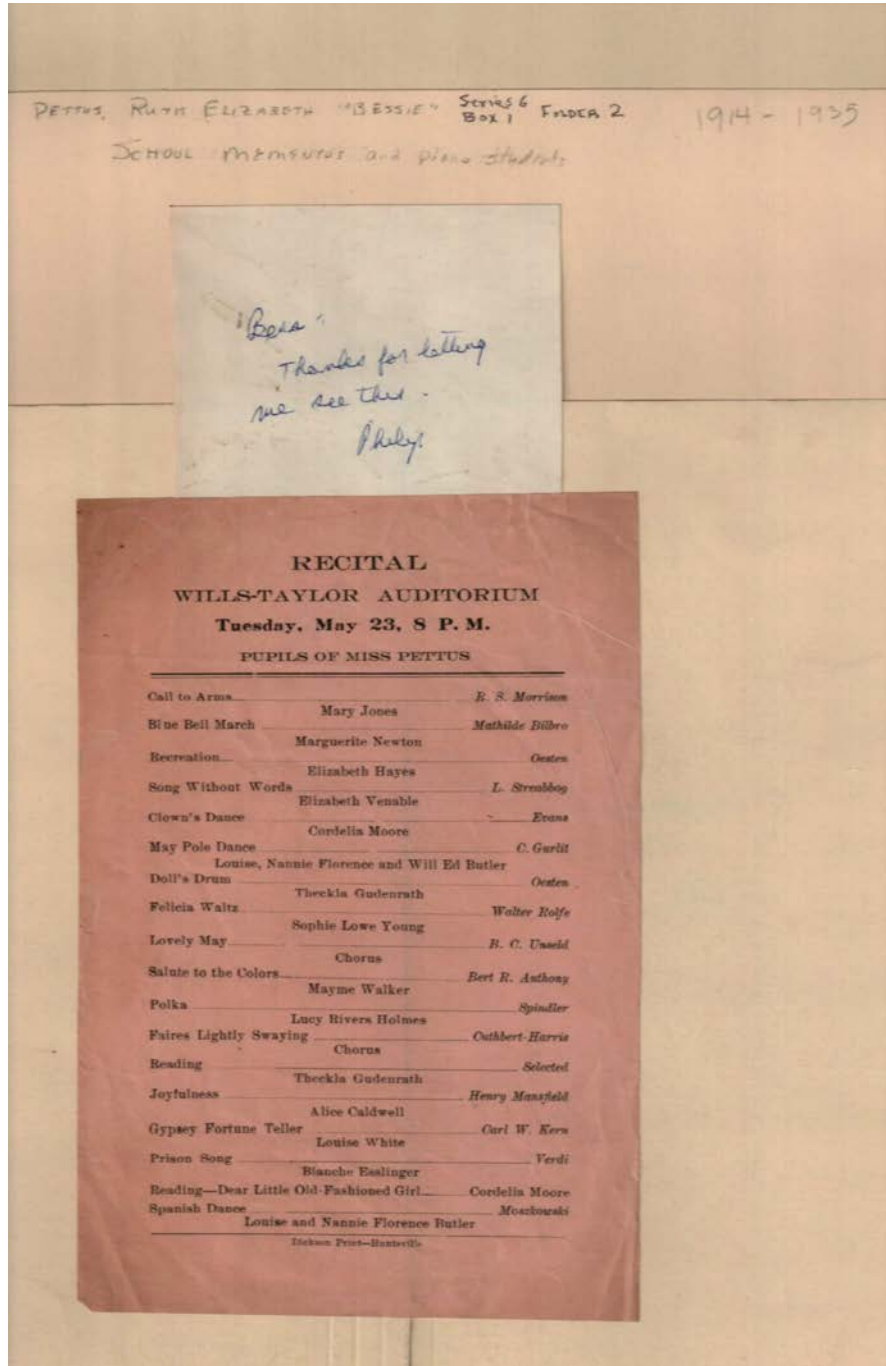 PETTUS, RUTH ELIZABETH "BESSIE" Series 6 Box 1 FOLDER 2 1914 - 1935
SCHOOL MEMENTOS and piano students
"Bess"
Thanks for letting
me see this.
RECITAL
WILLS-TAYLOR AUDITORIUM
Tuesday, May 23, 8 P. M.
PUPILS OF MISS PETTUS
Call to Arms R. S. Morrison
Mary Jones
Blue Bell March Mathilde Bilbro
Marguerite Newton
Recreation Oesten
Elizabeth Hayes
Song Without Words L. Streabbog
Elizabeth Venable
Clown's Dance Evans
Cordelia Moore
May Pole Dance C. Gurlit
Louise, Nannie Florence and Will Ed Butler
Doll's Drum Oesten
Theckla Gudenrath
Felicia Waltz Walter Rolfe
Sophie Lowe Young
Lovely May B. C. Unseld
Chorus
Salute to the Colors Bert R. Anthony
Mayme Walker
Polka Spindler
Lucy Rivers Holmes
Faires Lightly Swaying Cuthbert-Harris
Chorus
Reading Selected
Theckla Gudenrath
Joyfulness Henry Mansfield
Alice Caldwell
Gypsey Fortune Teller Carl W. Kern
Louise White
Prison Song Verdi
Blanche Esslinger
Reading—Dear Little Old-Fashioned Girl Cordelia Moore
Spanish Dance Moszkowski
Louise and Nannie Florence Butler
Dickson Print—Huntsville